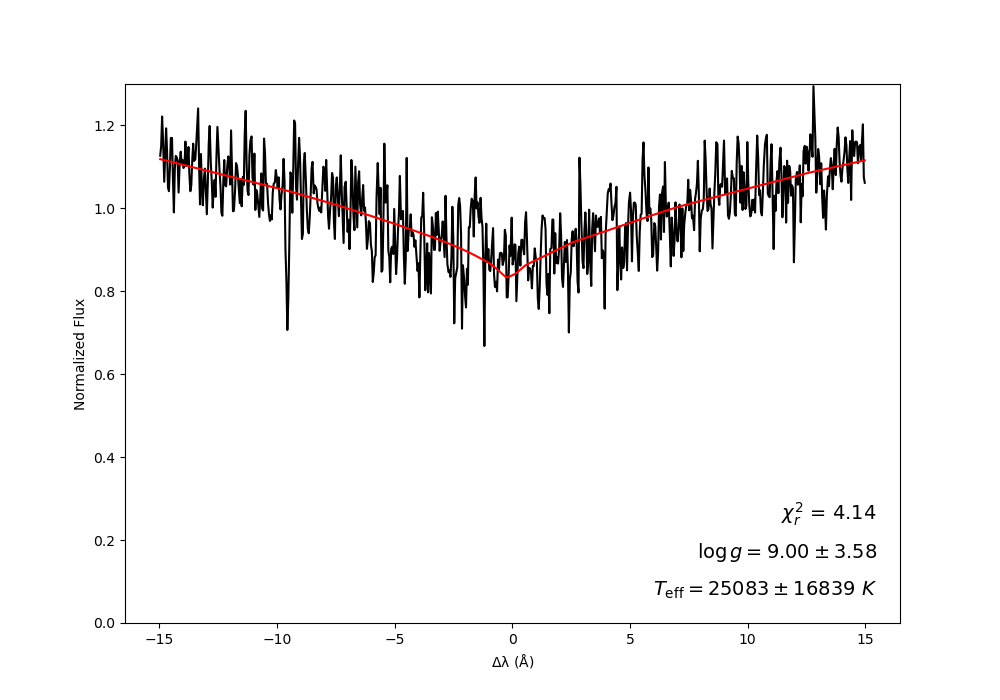 Normalized Flux
1.2
1.0
0.8
0.6
0.4
0.2
0.0
χ²ᵣ = 4.14
log g = 9.00 ± 3.58
T_eff = 25083 ± 16839 K
−15 −10 −5 0 5 10 15
Δλ (Å)